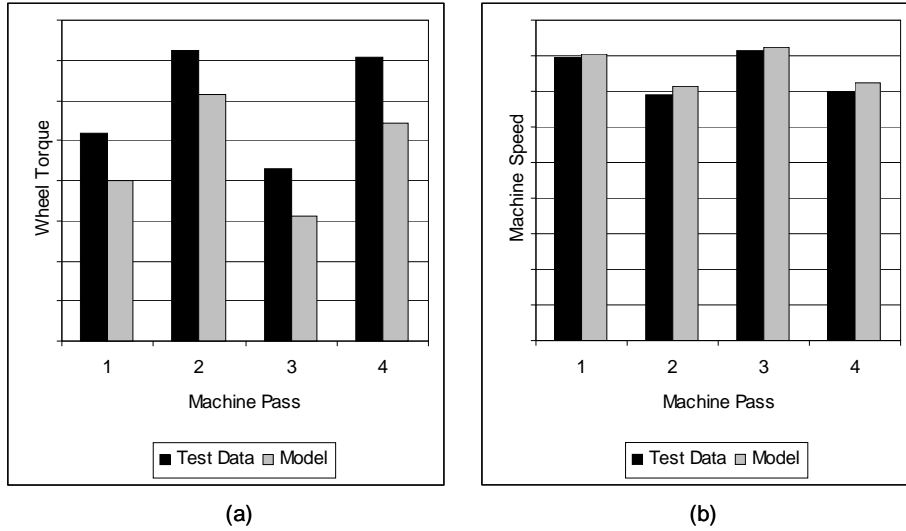 Wheel Torque
1 2 3 4
Machine Pass
Test Data Model
(a)
Machine Speed
1 2 3 4
Machine Pass
Test Data Model
(b)